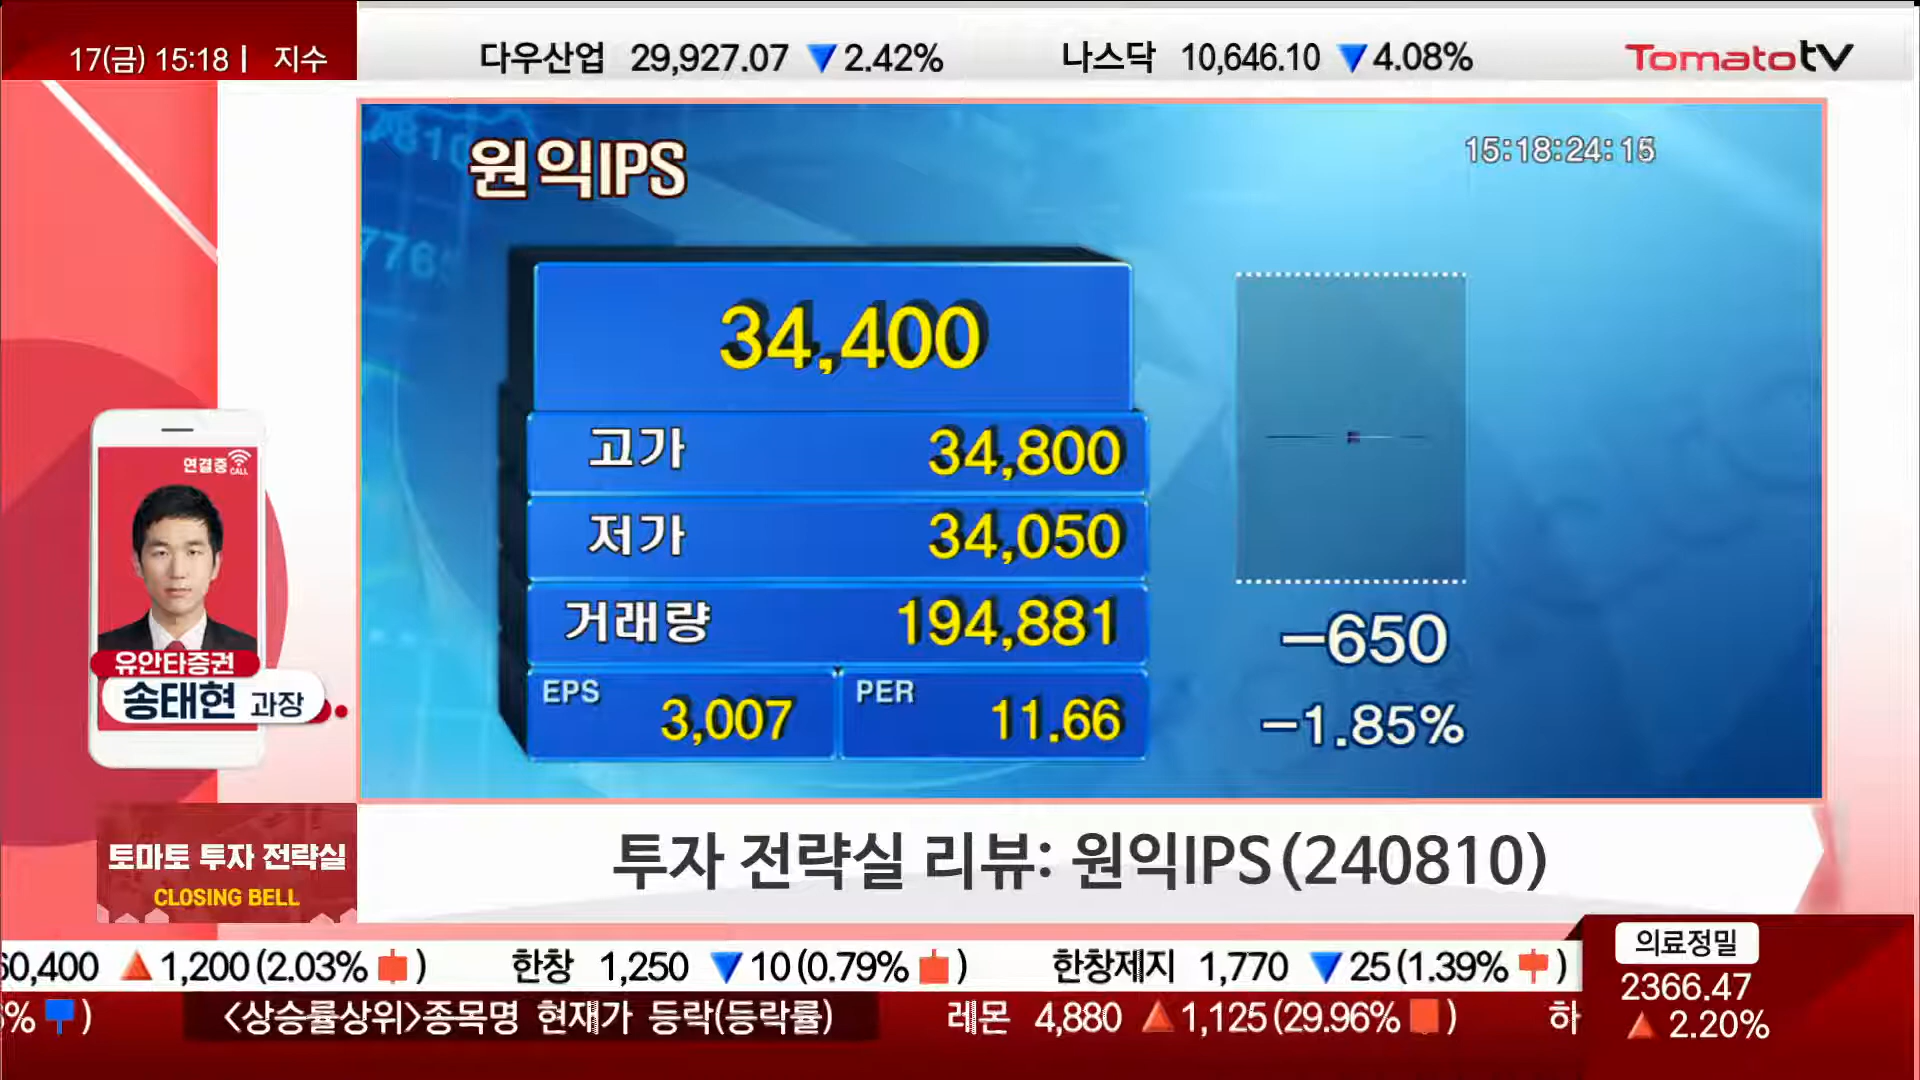 17(금) 15:18 | 지수
다우산업 29,927.07 ▼2.42% 나스닥 10,646.10 ▼4.08%
Tomatotv
원익IPS
15:18:24:15
34,400
고가 34,800
저가 34,050
거래량 194,881
EPS 3,007 PER 11.66
-650
-1.85%
연결중
CALL
유안타증권
송태현 과장
토마토 투자 전략실
CLOSING BELL
투자 전략실 리뷰: 원익IPS(240810)
60,400 ▲1,200(2.03% ) 한창 1,250 ▼10(0.79% ) 한창제지 1,770 ▼25(1.39% )
% ) <상승률상위>종목명 현재가 등락(등락률) 레몬 4,880 ▲1,125(29.96% ) 하
의료정밀
2366.47
▲ 2.20%